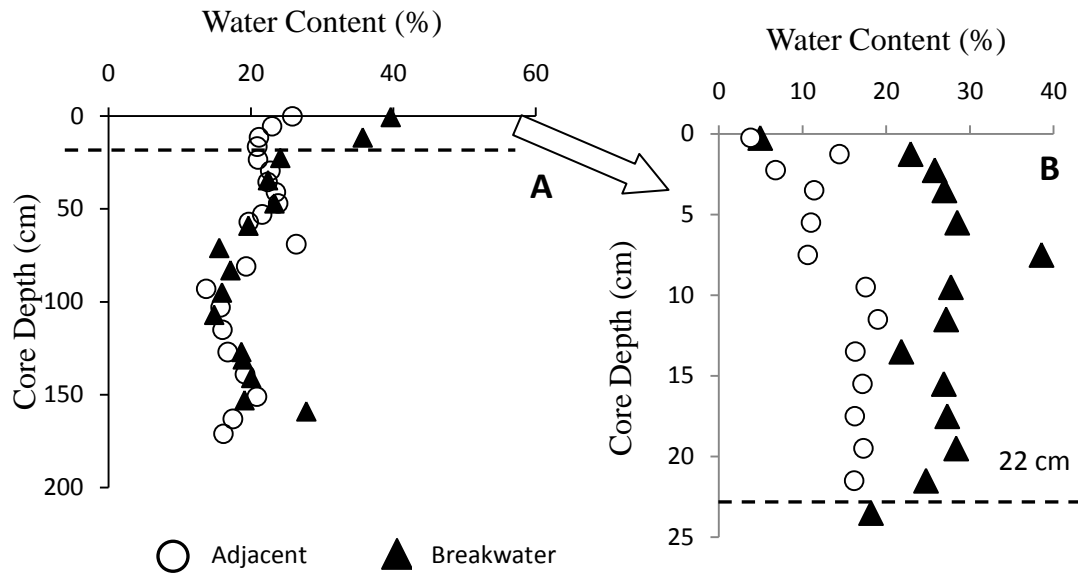 Water Content (%)
0 20 40 60
0
50
100
150
200
Core Depth (cm)
A
Water Content (%)
0 10 20 30 40
0
5
10
15
20
25
Core Depth (cm)
B
22 cm
Adjacent Breakwater